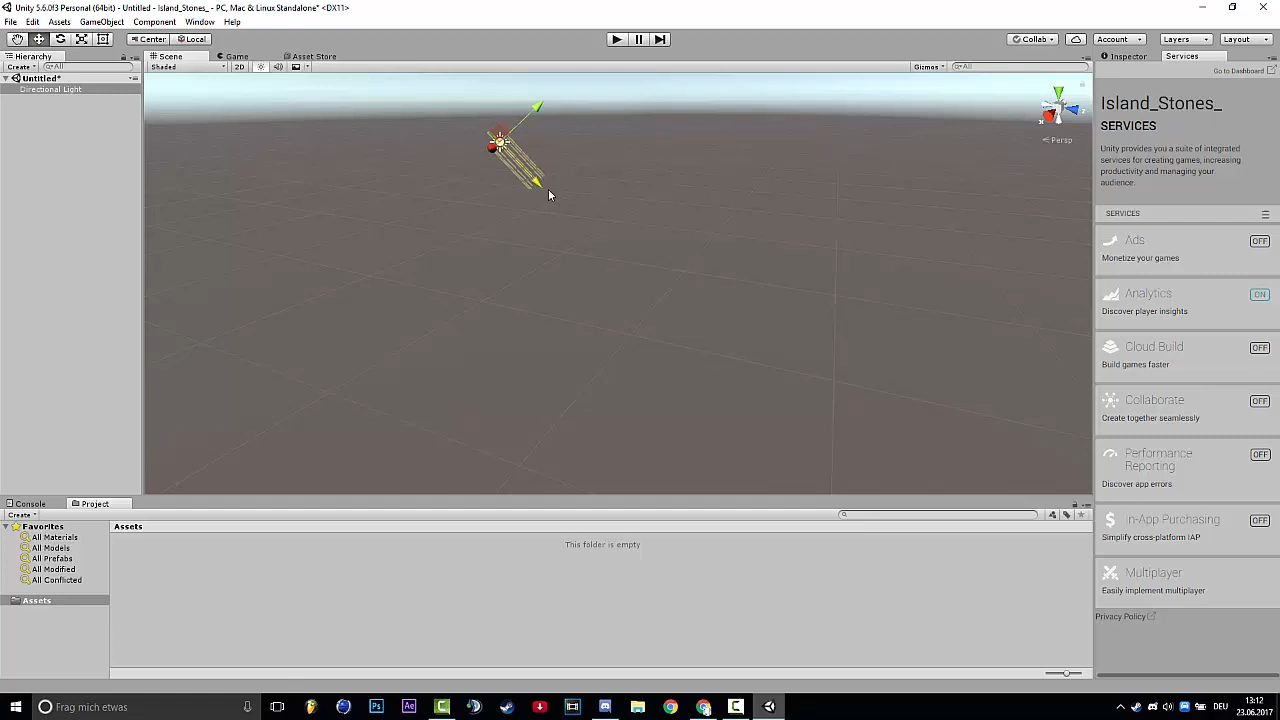 Unity 5.6.0f3 Personal (64bit) - Untitled - Island_Stones_ - PC, Mac & Linux Standalone* <DX11>
File Edit Assets GameObject Component Window Help
Center Local
Collab Account Layers Layout
Hierarchy Scene Game Asset Store Inspector Services
Create All Shaded 2D Gizmos All Go to Dashboard
Untitled*
Directional Light
Persp
Island_Stones_
SERVICES
Unity provides you a suite of integrated
services for creating games, increasing
productivity and managing your
audience.
SERVICES
Ads OFF
Monetize your games
Analytics ON
Discover player insights
Cloud Build OFF
Build games faster
Collaborate OFF
Create together seamlessly
Performance
Reporting OFF
Discover app errors
In-App Purchasing OFF
Simplify cross-platform IAP
Multiplayer
Easily implement multiplayer
Privacy Policy
Console Project
Create
Favorites Assets
All Materials
All Models
All Prefabs
All Modified
All Conflicted
Assets
This folder is empty
Frag mich etwas
DEU
13:12
23.06.2017